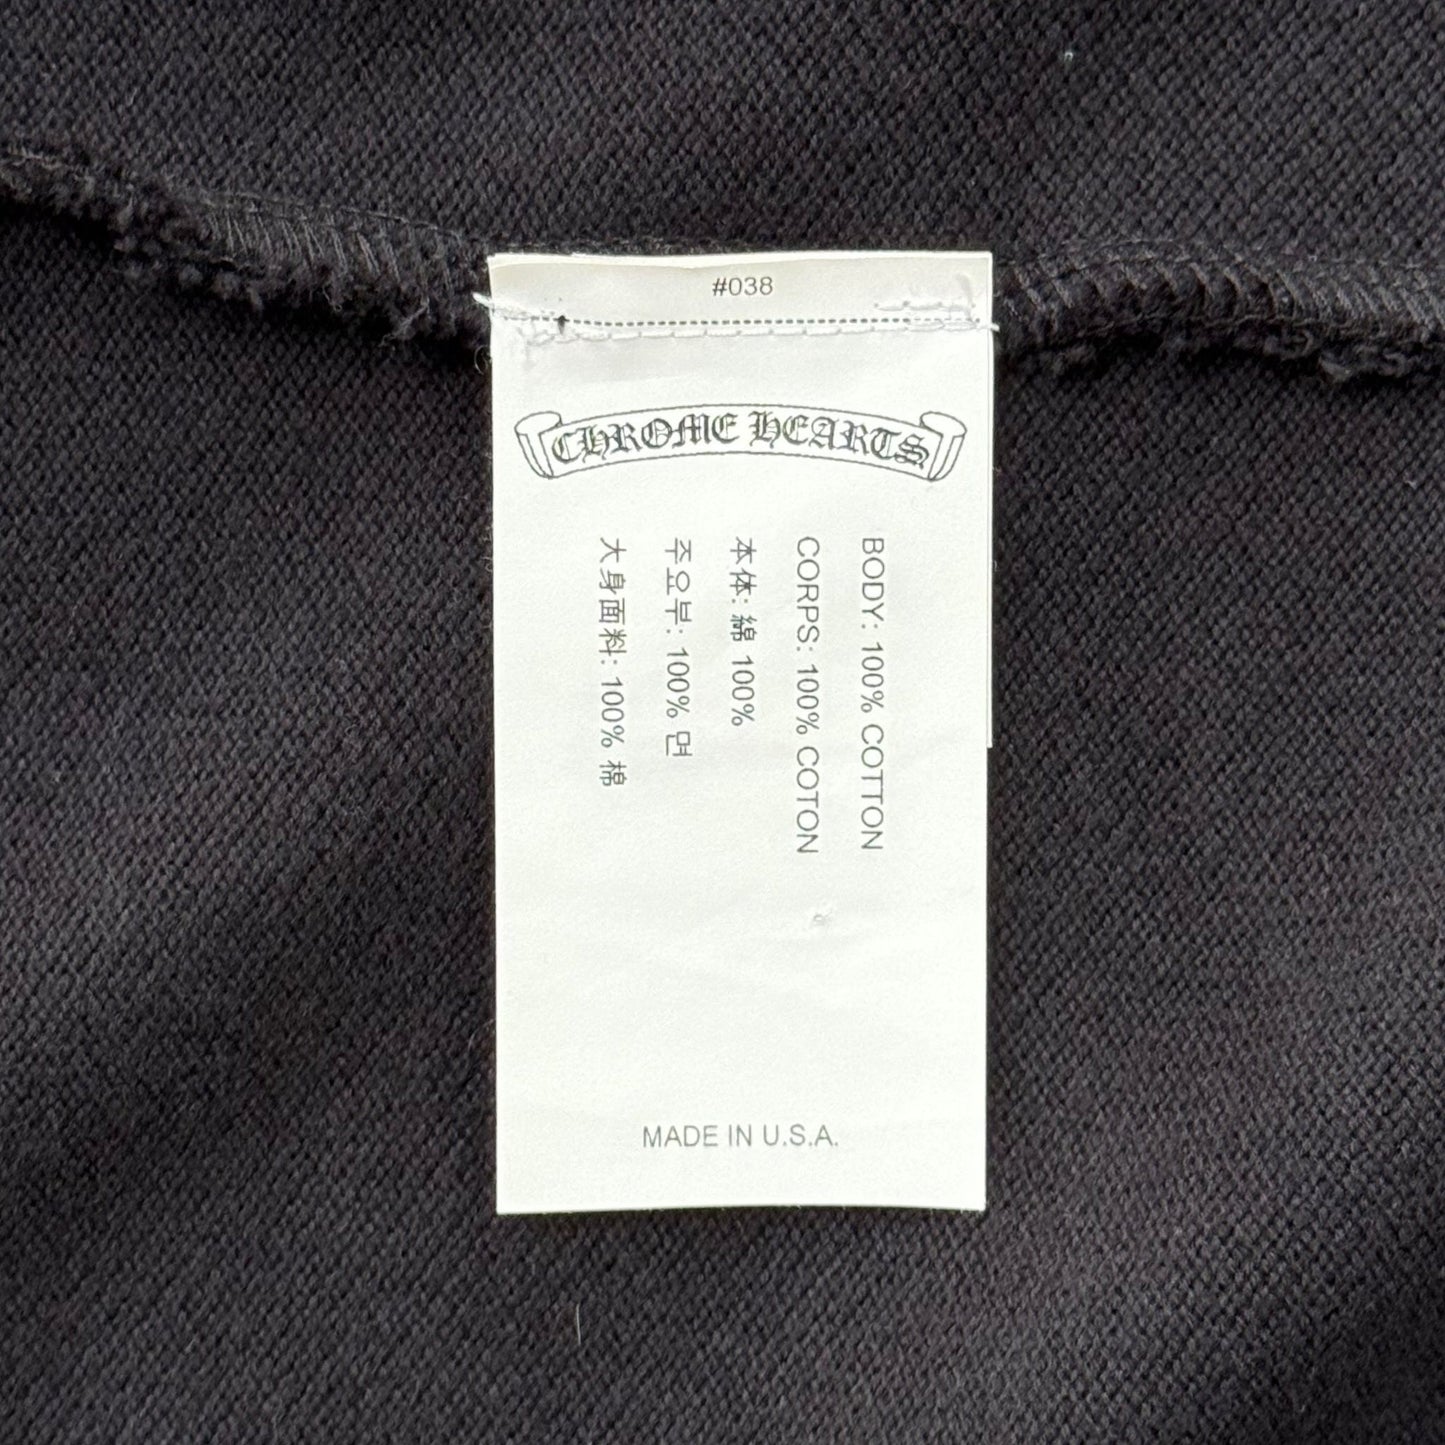 #038
CHROME HEARTS
BODY: 100% COTTON
CORPS: 100% COTON
本体: 綿 100%
주요부: 100% 면
大身面料: 100% 棉
MADE IN U.S.A.